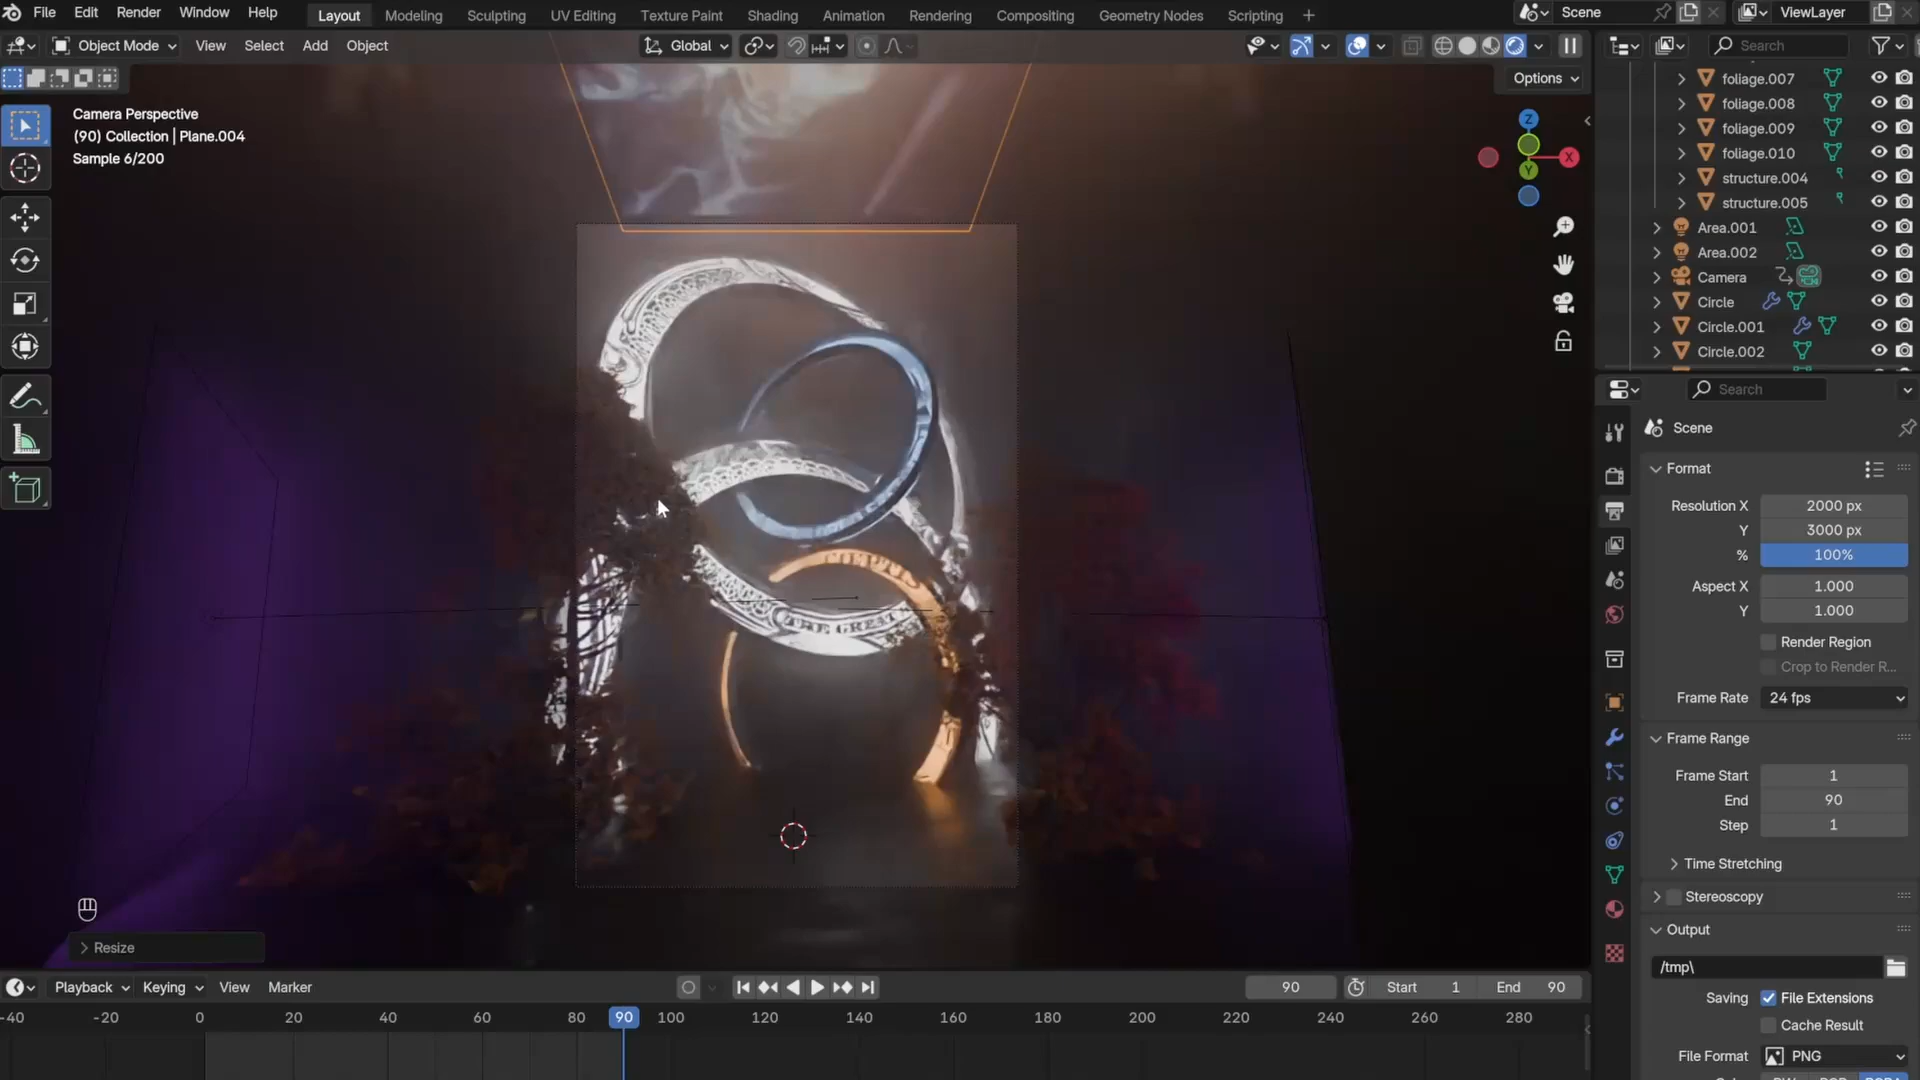 File Edit Render Window Help Layout Modeling Sculpting UV Editing Texture Paint Shading Animation Rendering Compositing Geometry Nodes Scripting + Scene ViewLayer
Object Mode View Select Add Object Global Search
Options
Camera Perspective
(90) Collection | Plane.004
Sample 6/200
Z
X
Y
foliage.007
foliage.008
foliage.009
foliage.010
structure.004
structure.005
Area.001
Area.002
Camera
Circle
Circle.001
Circle.002
Search
Scene
Format
Resolution X 2000 px
Y 3000 px
% 100%
Aspect X 1.000
Y 1.000
Render Region
Crop to Render R...
Frame Rate 24 fps
Frame Range
Frame Start 1
End 90
Step 1
Time Stretching
Stereoscopy
Output
/tmp\
Saving File Extensions
Cache Result
File Format PNG
THE GREAT
Resize
Playback Keying View Marker 90 Start 1 End 90
-40 -20 0 20 40 60 80 90 100 120 140 160 180 200 220 240 260 280